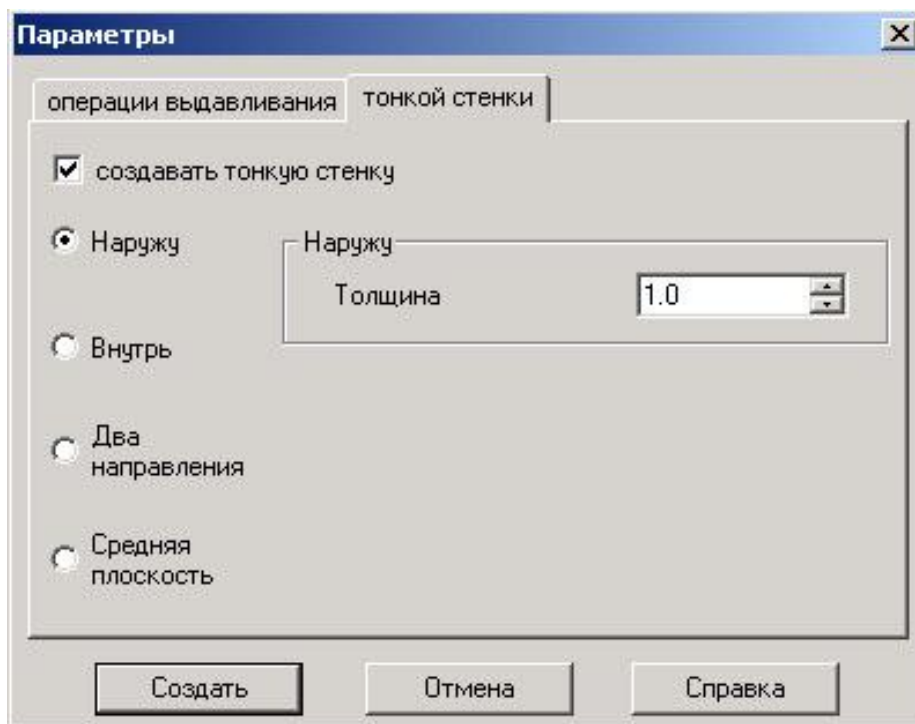 Параметры
операции выдавливания
тонкой стенки
создавать тонкую стенку
Наружу
Наружу
Толщина
1.0
Внутрь
Два
направления
Средняя
плоскость
Создать
Отмена
Справка